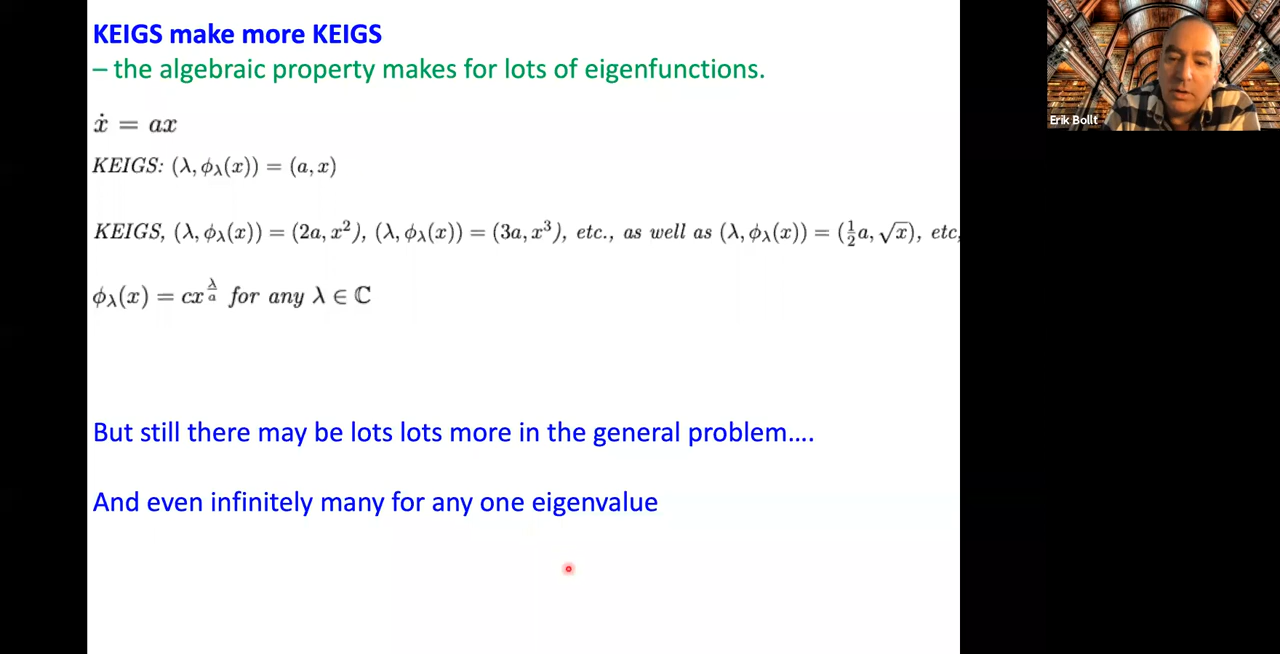 KEIGS make more KEIGS
– the algebraic property makes for lots of eigenfunctions.
ẋ = ax
KEIGS: (λ, ϕ_λ(x)) = (a, x)
KEIGS, (λ, ϕ_λ(x)) = (2a, x²), (λ, ϕ_λ(x)) = (3a, x³), etc., as well as (λ, ϕ_λ(x)) = (½a, √x), etc,
ϕ_λ(x) = cx^(λ/a) for any λ ∈ ℂ
But still there may be lots lots more in the general problem....
And even infinitely many for any one eigenvalue
Erik Bollt